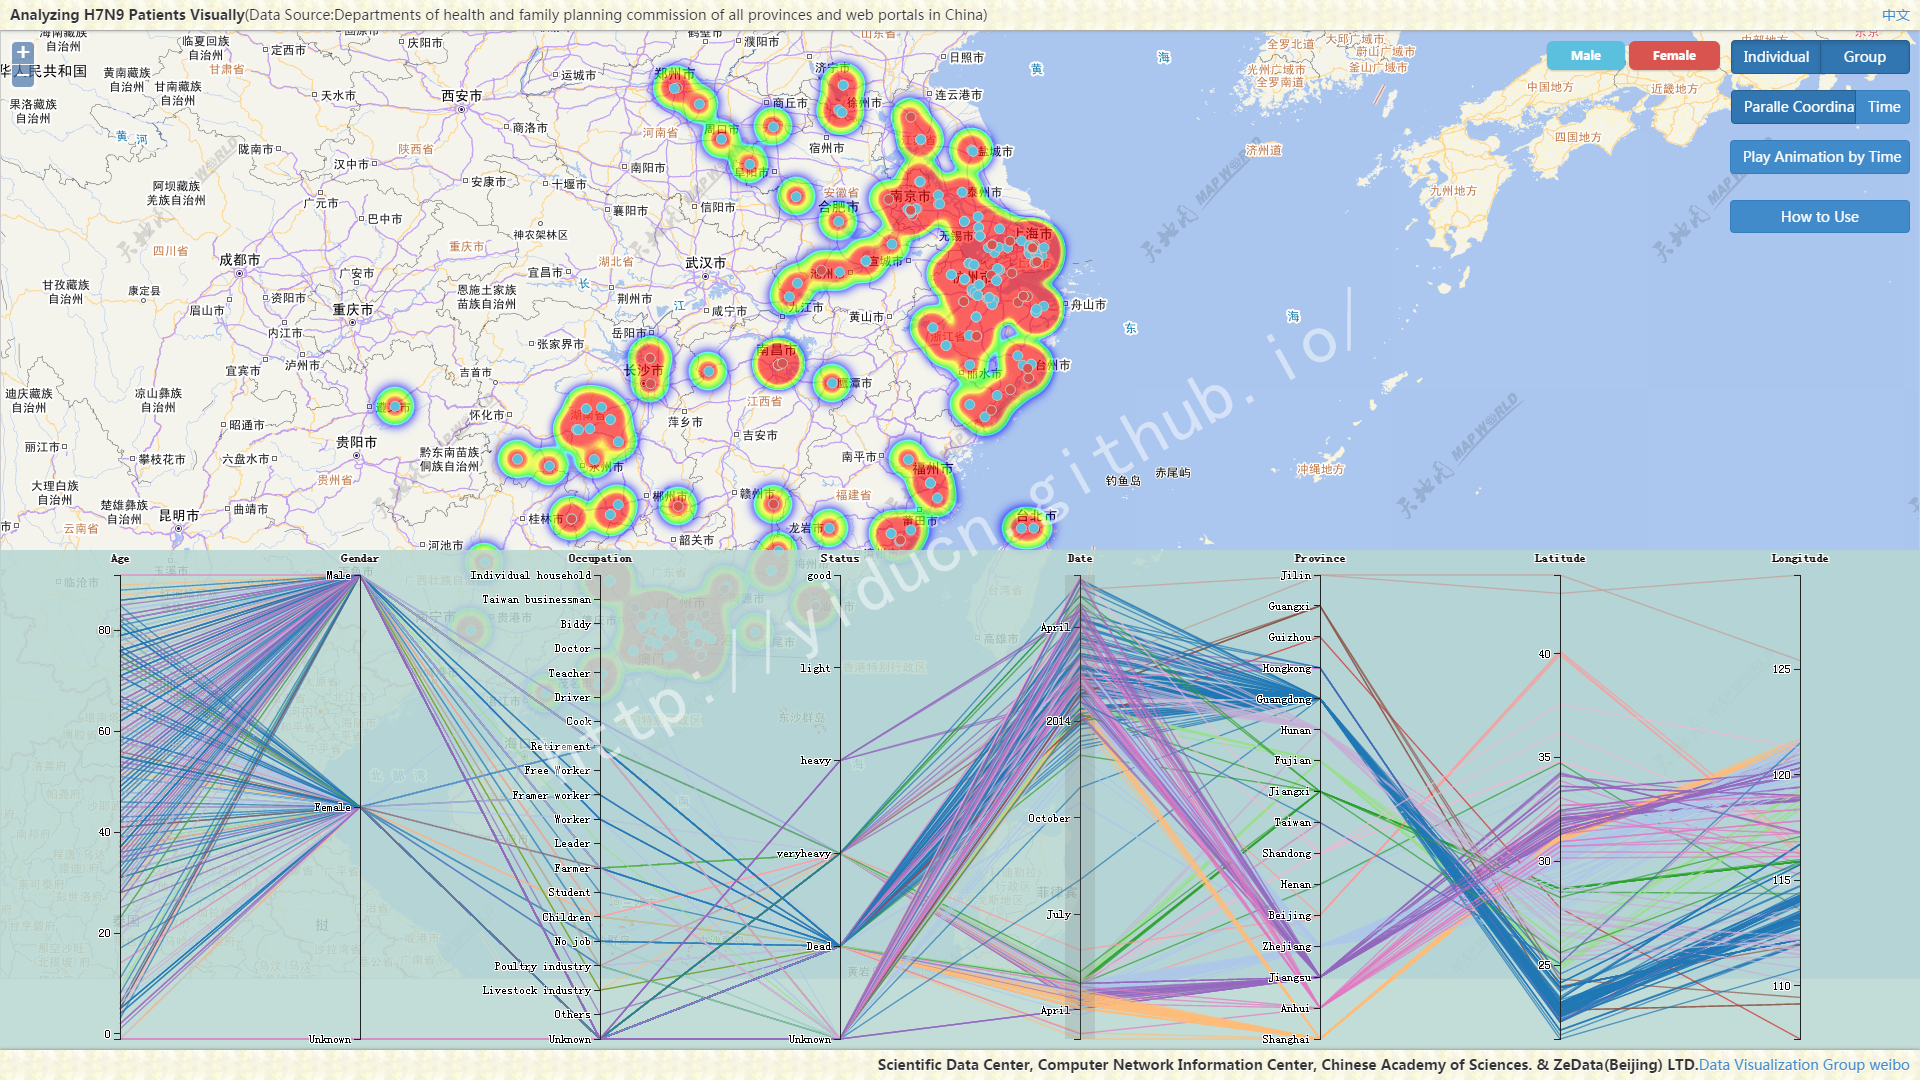 Analyzing H7N9 Patients Visually(Data Source:Departments of health and family planning commission of all provinces and web portals in China)
中文
Male
Female
Individual
Group
Paralle Coordina
Time
Play Animation by Time
How to Use
+
华人民共和国
临夏回族
自治州
定西市
庆阳市
濮阳市
山东省
日照市
黄
海
甘肃省
黄南藏族
自治州
甘南藏族
自治州
天水市
西安市
运城市
郑州市
济宁市
商丘市
徐州市
连云港市
果洛藏族
自治州
黄 河
陇南市
陕西省
商洛市
河南省
周口市
宿州市
盐城市
汉中市
安康市
十堰市
南阳市
阜阳市
阿坝藏族
羌族自治州
广元市
巴中市
襄阳市
信阳市
安徽省
合肥市
南京市
泰州市
四川省
成都市
重庆市
神农架林区
湖北省
武汉市
无锡市
上海市
甘孜藏族
自治州
康定县
广安市
宜昌市
池州
宣城市
杭州市
资阳市
眉山市
重庆市
恩施土家族
苗族自治州
长
荆州市
江
咸宁市
九江市
黄山市
舟山市
东
海
内江市
张家界市
岳阳市
浙江省
宜宾市
泸州市
吉首市
长沙市
南昌市
丽水市
台州市
迪庆藏族
自治州
凉山彝族
自治州
遵义市
鹰潭市
江西省
昭通市
怀化市
湖南省
萍乡市
吉安市
丽江市
攀枝花市
六盘水市
贵阳市
黔东南苗族
侗族自治州
永州市
南平市
福州市
大理白族
自治州
楚雄彝族
自治州
曲靖市
贵州省
桂林市
郴州市
赣州市
福建省
莆田市
台北市
钓鱼岛
赤尾屿
云南省
昆明市
河池市
韶关市
龙岩市
全罗北道
大邱广域市
蔚山广域市
光州广域市
釜山广域市
全罗南道
济州道
中国地方
近畿地方
四国地方
九州地方
冲绳地方
MAP WORLD
http://yiducn.github.io/
Age
Gendar
Occupation
Status
Date
Province
Latitude
Longitude
80
60
40
20
0
Male
Female
Unknown
Individual household
Taiwan businessman
Biddy
Doctor
Teacher
Driver
Cook
Retirement
Free Worker
Framer worker
Worker
Leader
Farmer
Student
Children
No job
Poultry industry
Livestock industry
Others
Unknown
good
light
heavy
veryheavy
Dead
Unknown
April
2014
October
July
April
Jilin
Guangxi
Guizhou
Hongkong
Guangdong
Hunan
Fujian
Jiangxi
Taiwan
Shandong
Henan
Beijing
Zhejiang
Jiangsu
Anhui
Shanghai
40
35
30
25
125
120
115
110
Scientific Data Center, Computer Network Information Center, Chinese Academy of Sciences. & ZeData(Beijing) LTD.Data Visualization Group weibo